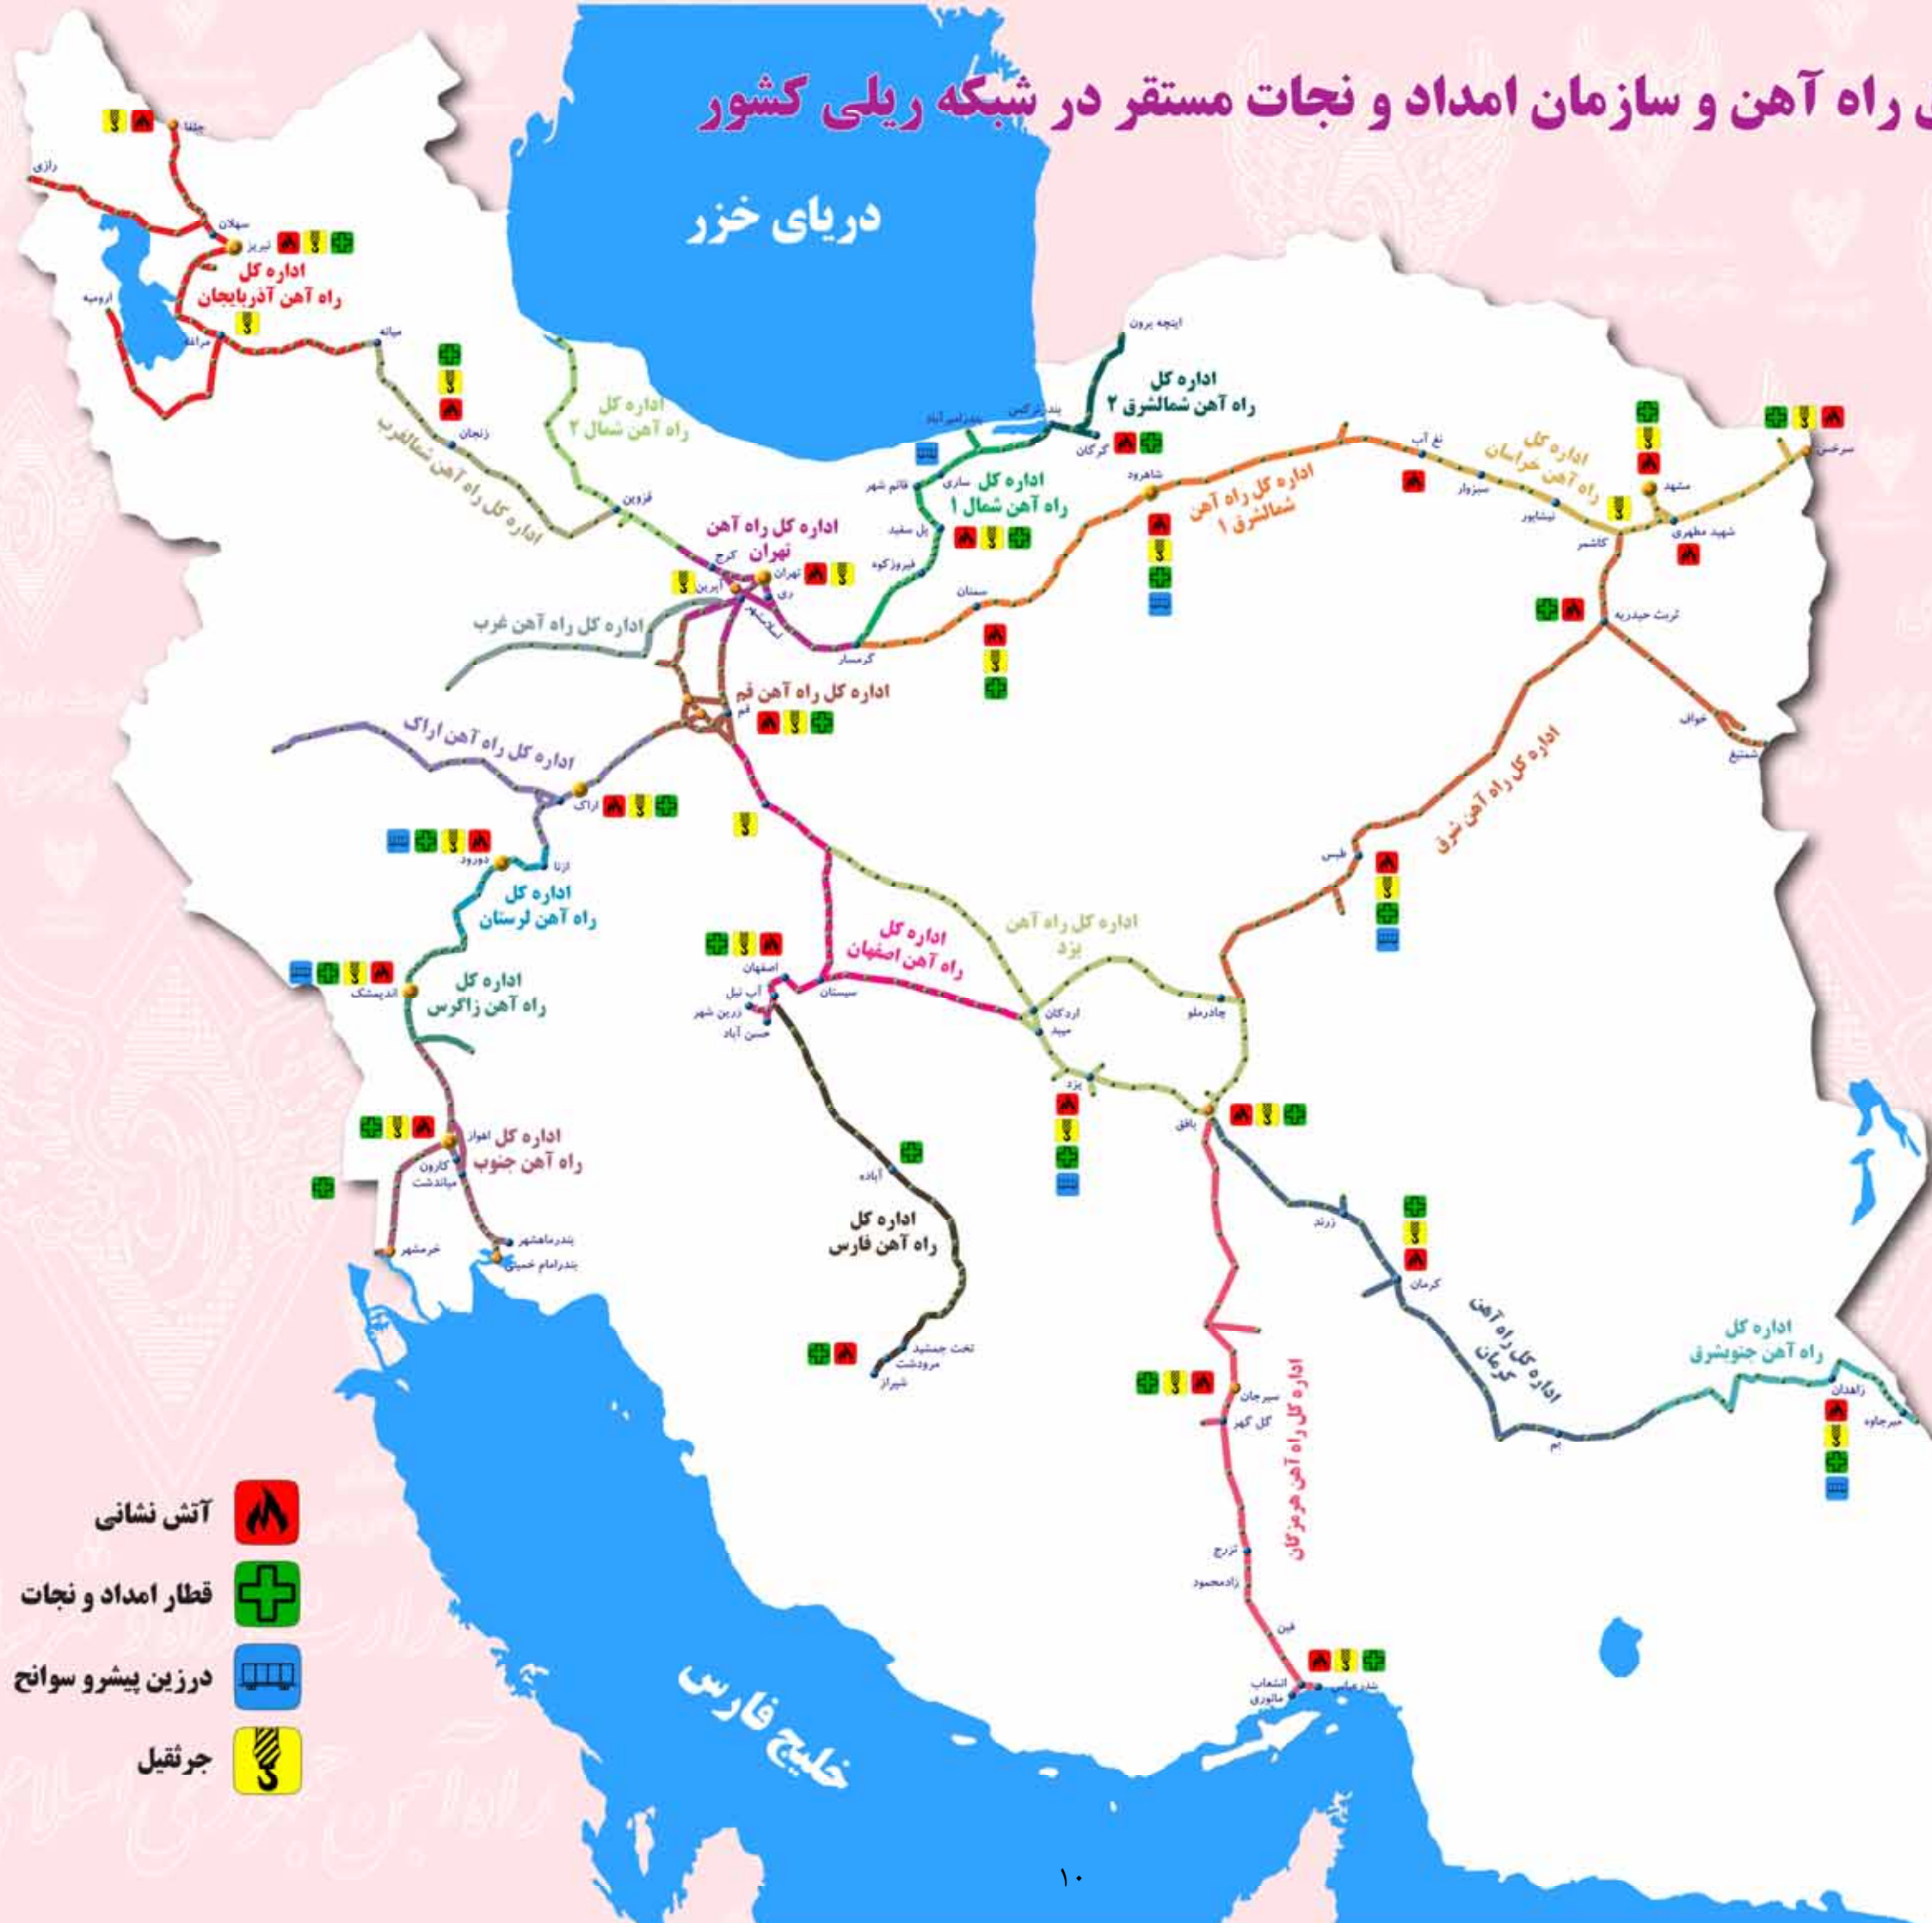 راه آهن و سازمان امداد و نجات مستقر در شبکه ریلی کشور
دریای خزر
جلفا
رازی
سهلان
تبریز
اداره کل
راه آهن آذربایجان
ارومیه
مراغه
میانه
زنجان
اداره کل راه آهن شمالغرب
اداره کل
راه آهن شمال ۲
قزوین
اینچه برون
اداره کل
راه آهن شمالشرق ۲
بندرترکمن
بندرامیرآباد
گرگان
ساری
قائم شهر
اداره کل
راه آهن شمال ۱
پل سفید
فیروزکوه
شاهرود
اداره کل راه آهن
شمالشرق ۱
نغ آب
سبزوار
نیشابور
اداره کل
راه آهن خراسان
مشهد
سرخس
شهید مطهری
کاشمر
تربت حیدریه
خواف
شمتیغ
اداره کل راه آهن
تهران
کرج
تهران
آپرین
ری
اسلامشهر
سمنان
گرمسار
اداره کل راه آهن غرب
اداره کل راه آهن قم
قم
اداره کل راه آهن اراک
اراک
دورود
ازنا
اداره کل
راه آهن لرستان
اداره کل راه آهن شرق
طبس
اداره کل
راه آهن اصفهان
اداره کل راه آهن
یزد
اصفهان
سیستان
آب نیل
زرین شهر
حسن آباد
اندیمشک
اداره کل
راه آهن زاگرس
اردکان
میبد
چادرملو
یزد
بافق
اهواز
اداره کل
راه آهن جنوب
کارون
میاندشت
خرمشهر
بندرماهشهر
بندرامام خمینی
آباده
اداره کل
راه آهن فارس
تخت جمشید
مرودشت
شیراز
زرند
کرمان
اداره کل راه آهن
کرمان
بم
اداره کل
راه آهن جنوبشرق
زاهدان
میرجاوه
سیرجان
گل گهر
اداره کل راه آهن هرمزگان
تزرج
زادمحمود
فین
انشعاب
مانوری
بندرعباس
خلیج فارس
آتش نشانی
قطار امداد و نجات
درزین پیشرو سوانح
جرثقیل
۱۰